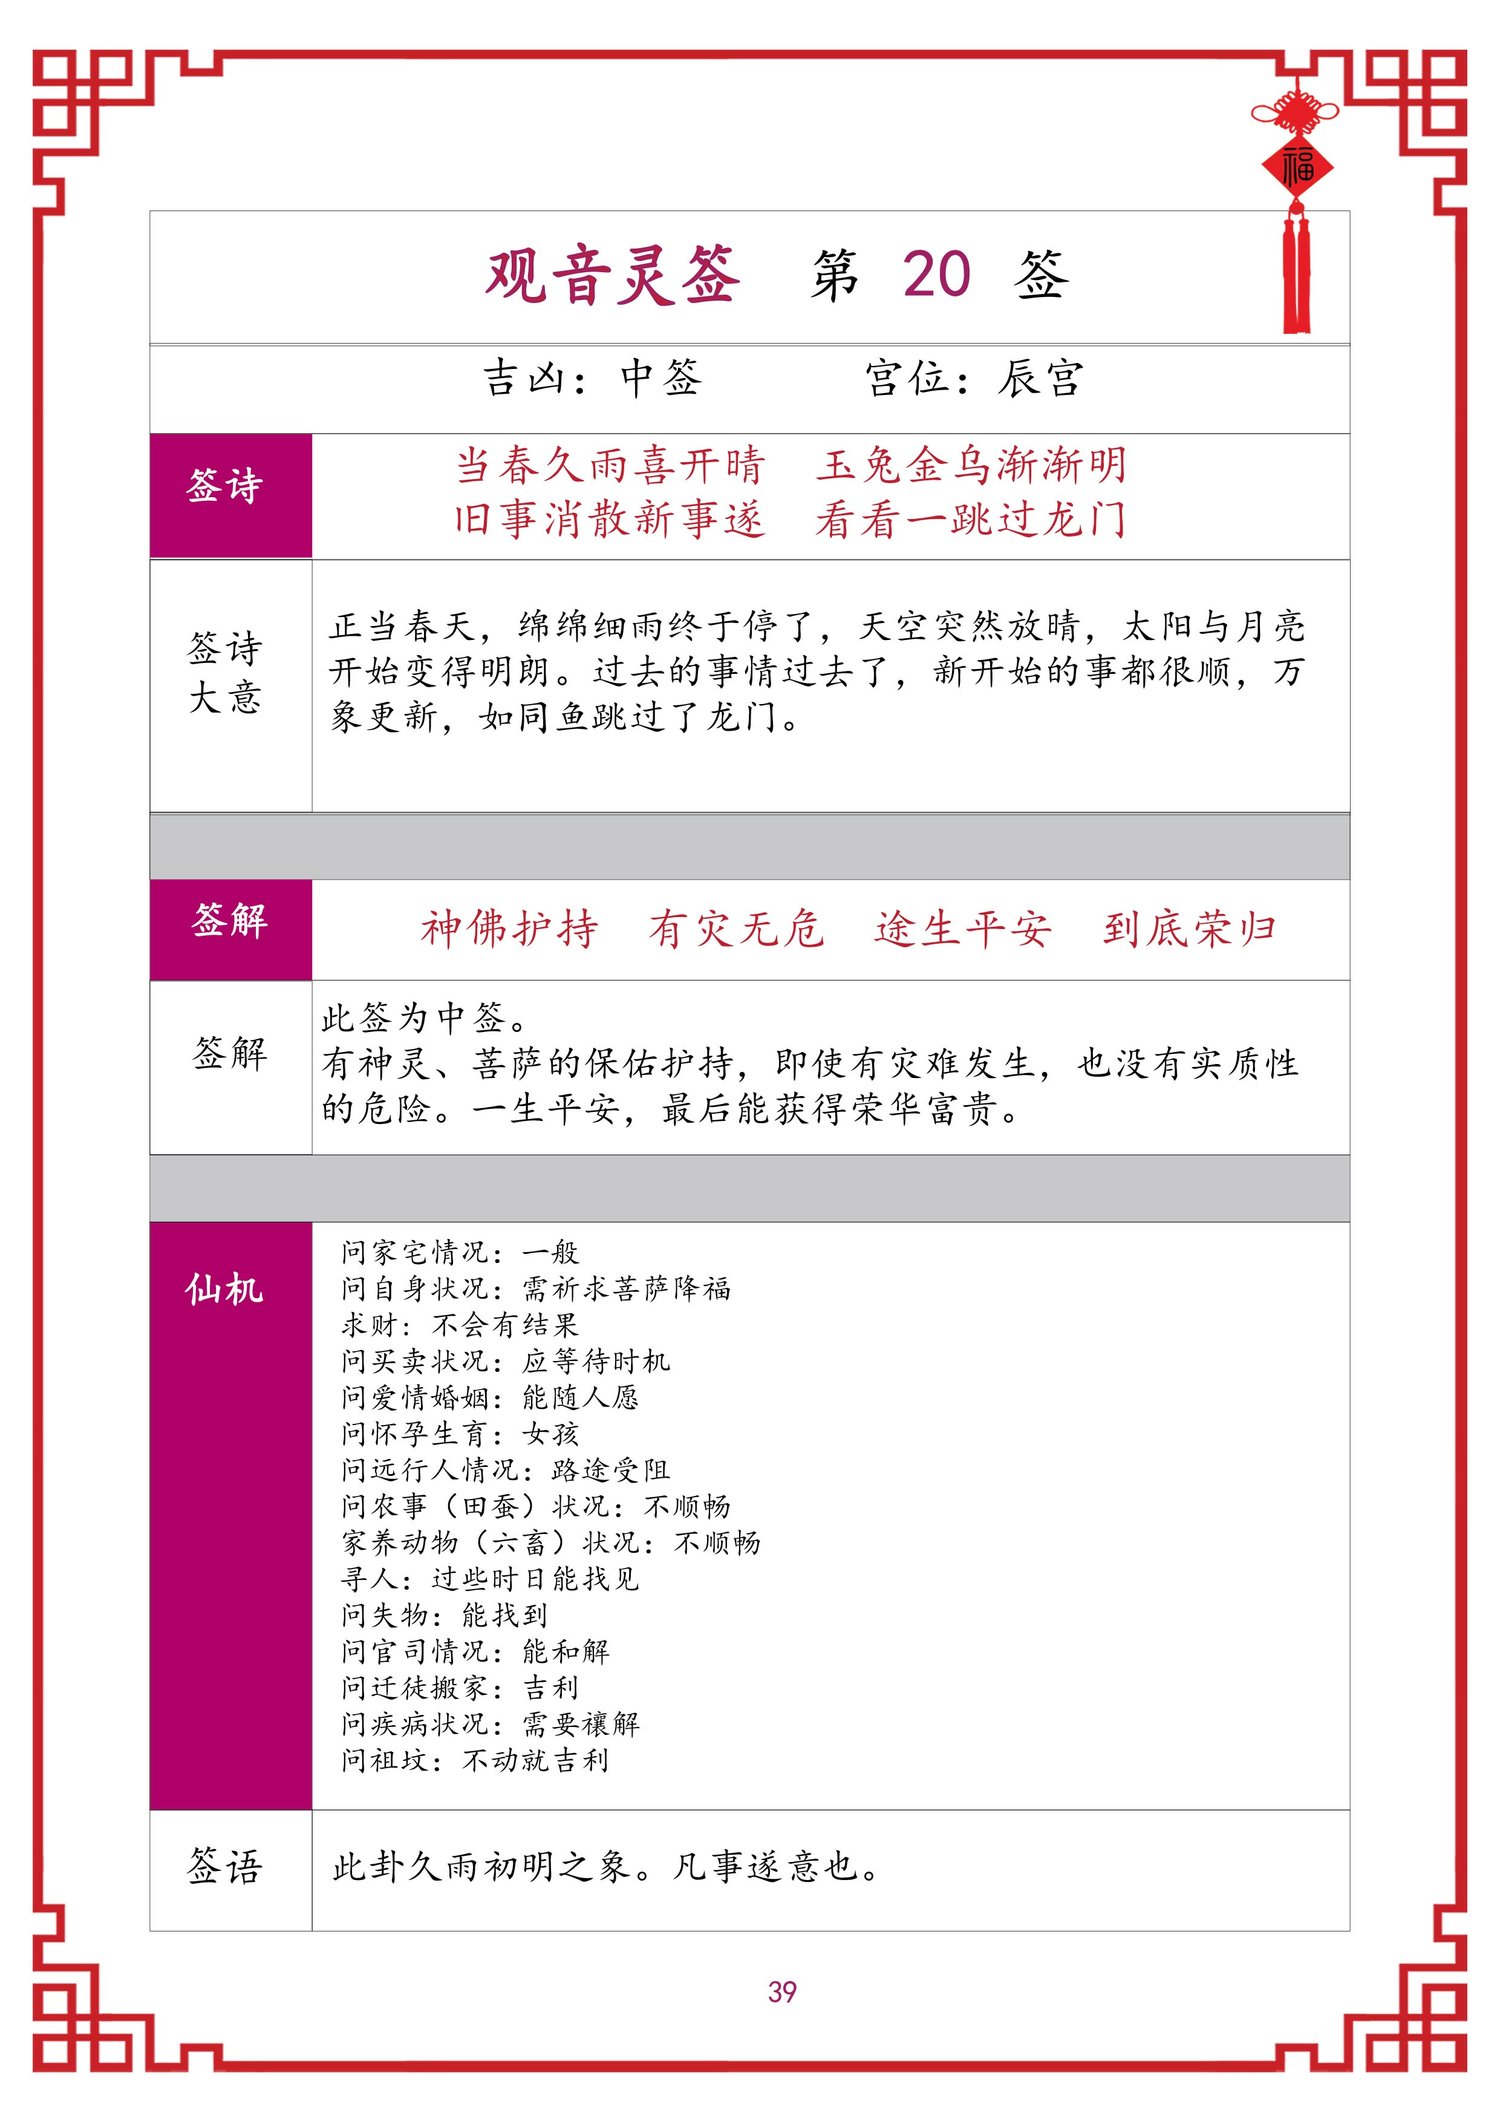 福
观音灵签 第 20 签
吉凶：中签 宫位：辰宫
签诗
当春久雨喜开晴 玉兔金乌渐渐明
旧事消散新事遂 看看一跳过龙门
签诗
大意
正当春天，绵绵细雨终于停了，天空突然放晴，太阳与月亮
开始变得明朗。过去的事情过去了，新开始的事都很顺，万
象更新，如同鱼跳过了龙门。
签解
神佛护持 有灾无危 途生平安 到底荣归
签解
此签为中签。
有神灵、菩萨的保佑护持，即使有灾难发生，也没有实质性
的危险。一生平安，最后能获得荣华富贵。
仙机
问家宅情况：一般
问自身状况：需祈求菩萨降福
求财：不会有结果
问买卖状况：应等待时机
问爱情婚姻：能随人愿
问怀孕生育：女孩
问远行人情况：路途受阻
问农事（田蚕）状况：不顺畅
家养动物（六畜）状况：不顺畅
寻人：过些时日能找见
问失物：能找到
问官司情况：能和解
问迁徒搬家：吉利
问疾病状况：需要禳解
问祖坟：不动就吉利
签语
此卦久雨初明之象。凡事遂意也。
39